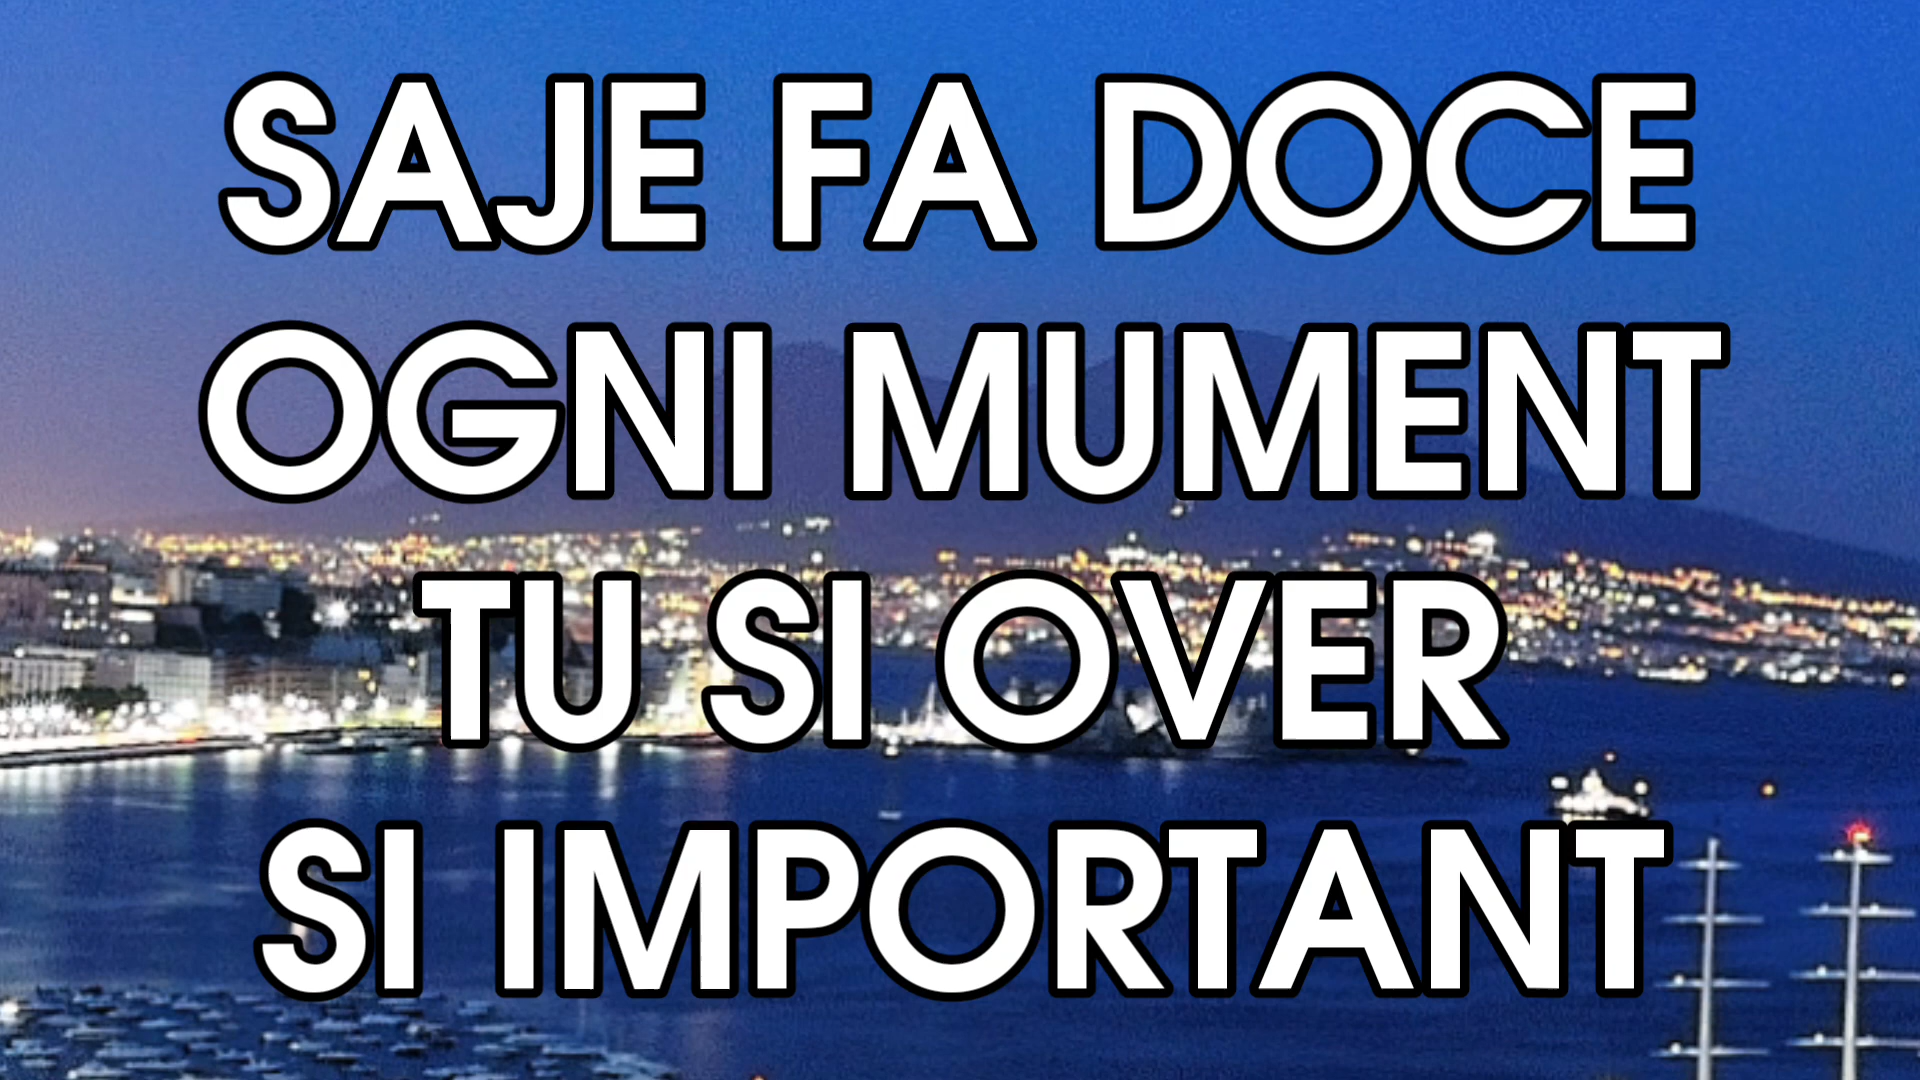 SAJE FA DOCE
OGNI MUMENT
TU SI OVER
SI IMPORTANT